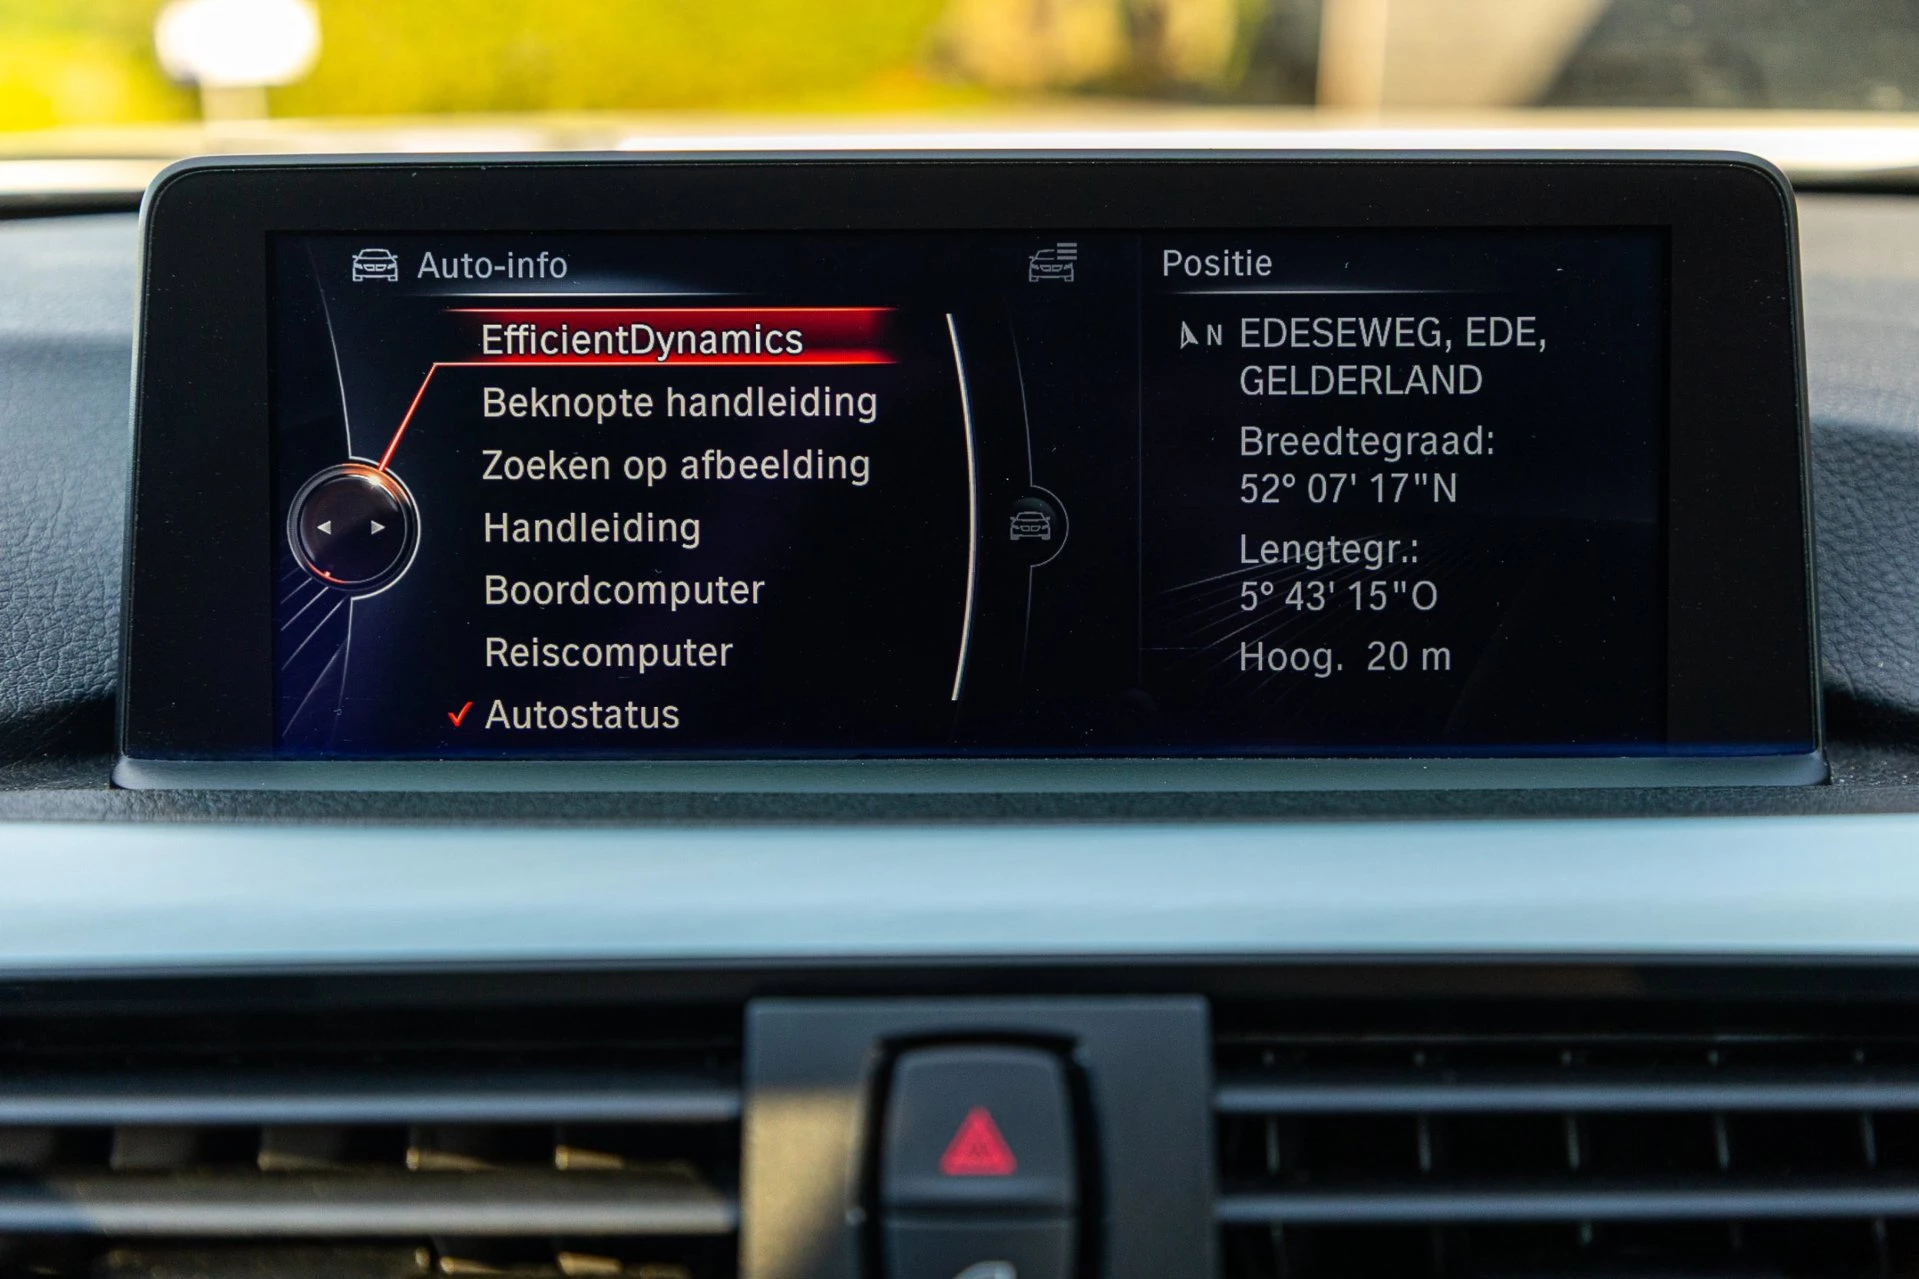 Auto-info
EfficientDynamics
Beknopte handleiding
Zoeken op afbeelding
Handleiding
Boordcomputer
Reiscomputer
✓ Autostatus
Positie
N EDESEWEG, EDE,
GELDERLAND
Breedtegraad:
52° 07' 17"N
Lengtegr.:
5° 43' 15"O
Hoog. 20 m